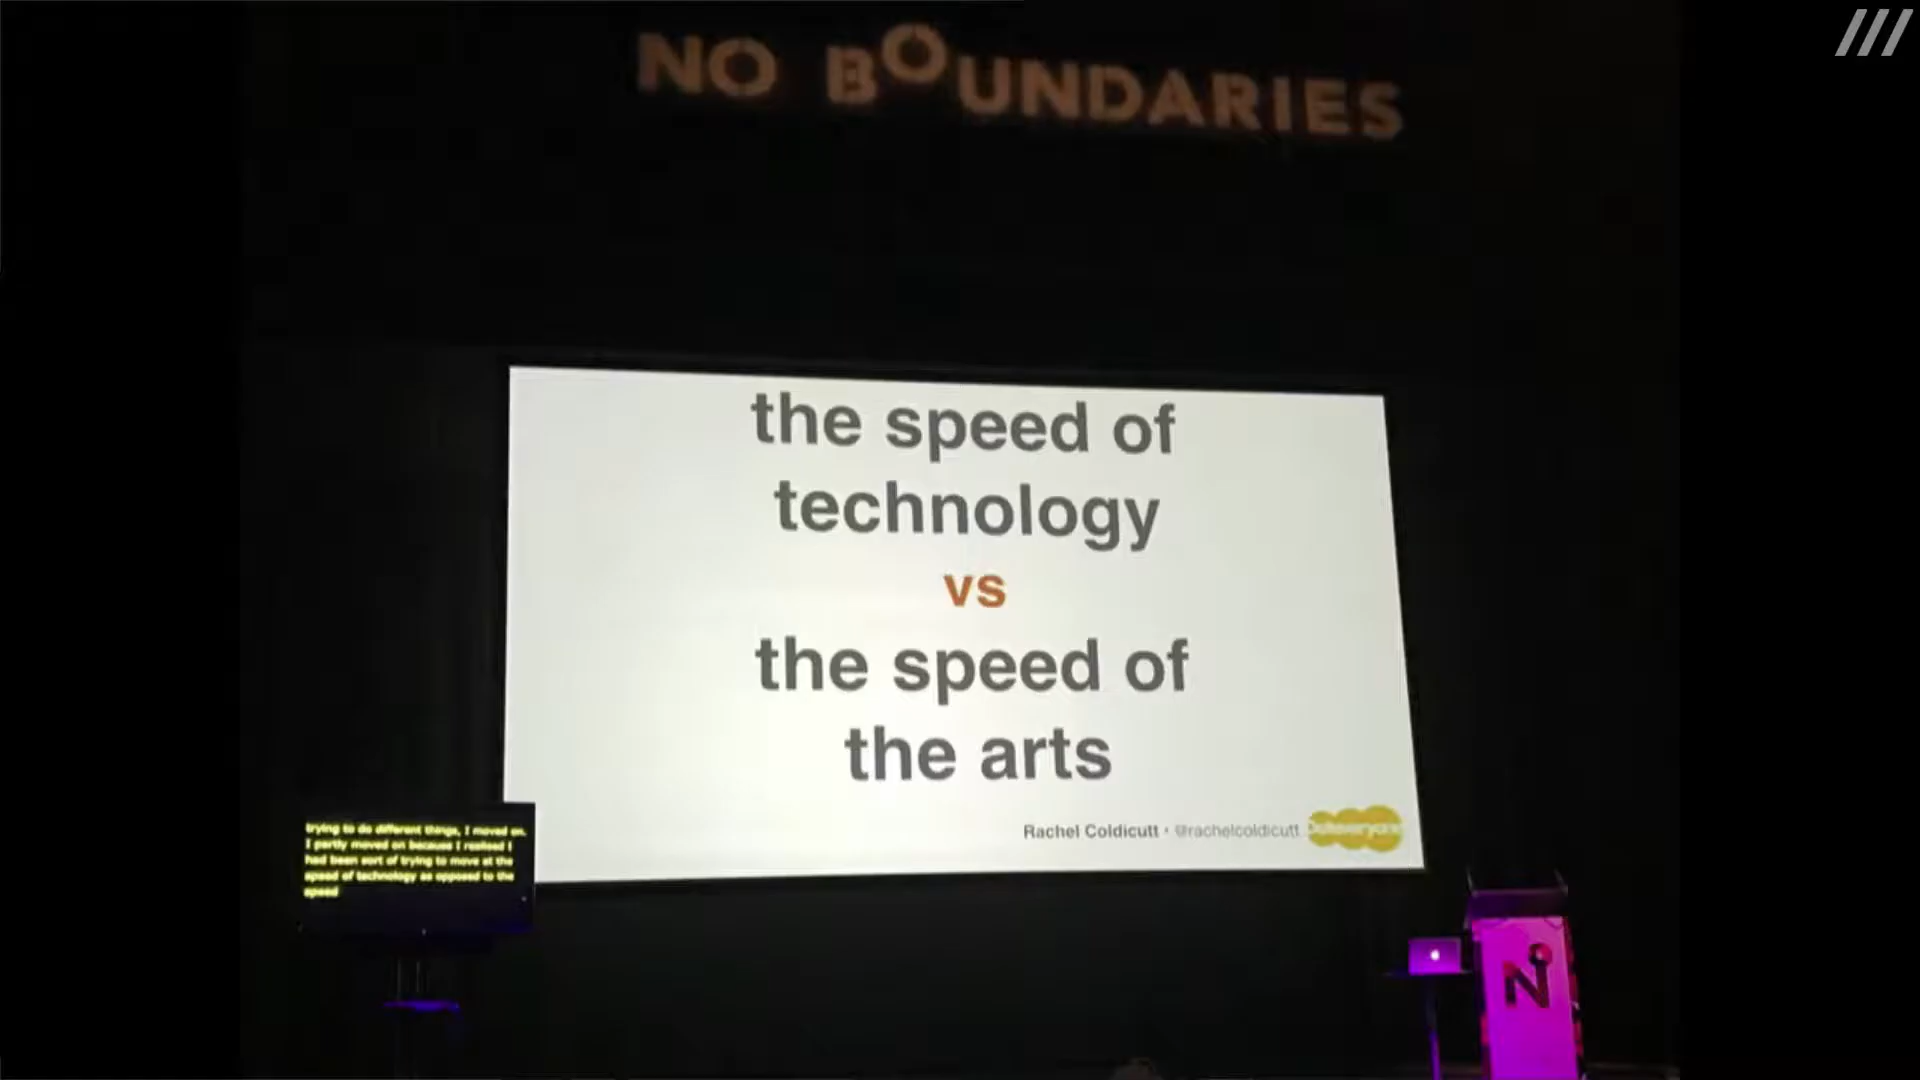 NO BOUNDARIES
the speed of
technology
vs
the speed of
the arts
Rachel Coldicutt • @rachelcoldicutt
trying to do different things, I moved on.
I partly moved on because I realised I
had been sort of trying to move at the
speed of technology as opposed to the
speed
N